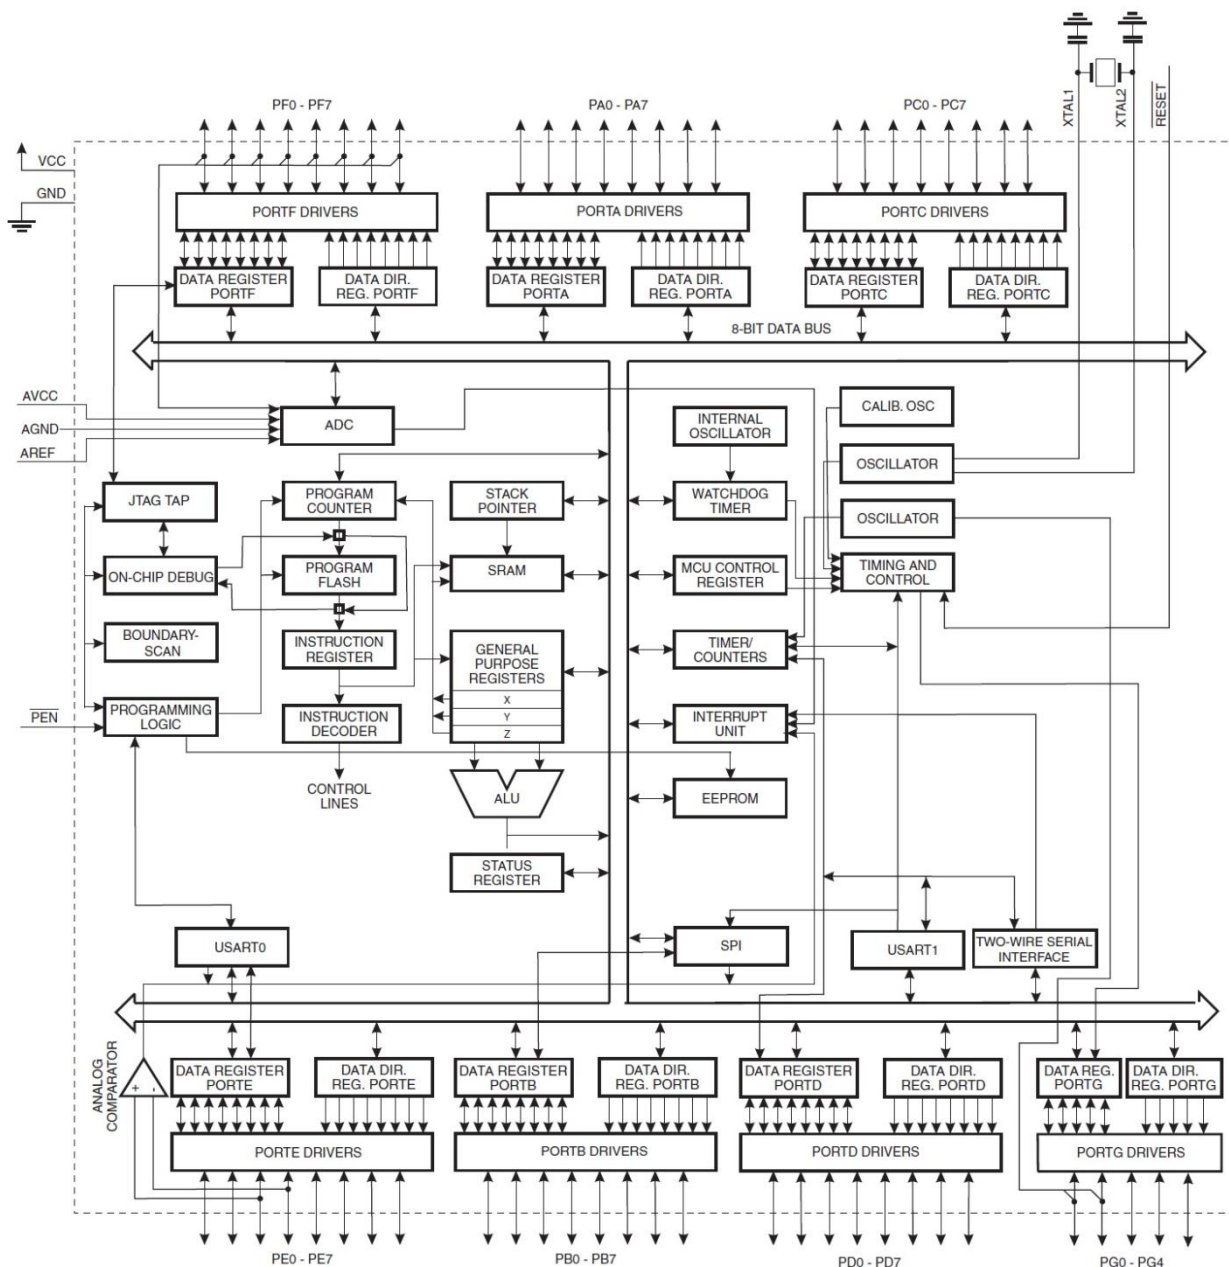 XTAL1
XTAL2
RESET
PF0 - PF7
PA0 - PA7
PC0 - PC7
VCC
GND
PORTF DRIVERS
PORTA DRIVERS
PORTC DRIVERS
DATA REGISTER
PORTF
DATA DIR.
REG. PORTF
DATA REGISTER
PORTA
DATA DIR.
REG. PORTA
DATA REGISTER
PORTC
DATA DIR.
REG. PORTC
8-BIT DATA BUS
AVCC
AGND
AREF
ADC
INTERNAL
OSCILLATOR
CALIB. OSC
OSCILLATOR
JTAG TAP
PROGRAM
COUNTER
STACK
POINTER
WATCHDOG
TIMER
OSCILLATOR
ON-CHIP DEBUG
PROGRAM
FLASH
SRAM
MCU CONTROL
REGISTER
TIMING AND
CONTROL
BOUNDARY-
SCAN
INSTRUCTION
REGISTER
GENERAL
PURPOSE
REGISTERS
X
Y
Z
TIMER/
COUNTERS
PEN
PROGRAMMING
LOGIC
INSTRUCTION
DECODER
INTERRUPT
UNIT
CONTROL
LINES
ALU
EEPROM
STATUS
REGISTER
USART0
SPI
USART1
TWO-WIRE SERIAL
INTERFACE
ANALOG
COMPARATOR
+
-
DATA REGISTER
PORTE
DATA DIR.
REG. PORTE
DATA REGISTER
PORTB
DATA DIR.
REG. PORTB
DATA REGISTER
PORTD
DATA DIR.
REG. PORTD
DATA REG.
PORTG
DATA DIR.
REG. PORTG
PORTE DRIVERS
PORTB DRIVERS
PORTD DRIVERS
PORTG DRIVERS
PE0 - PE7
PB0 - PB7
PD0 - PD7
PG0 - PG4